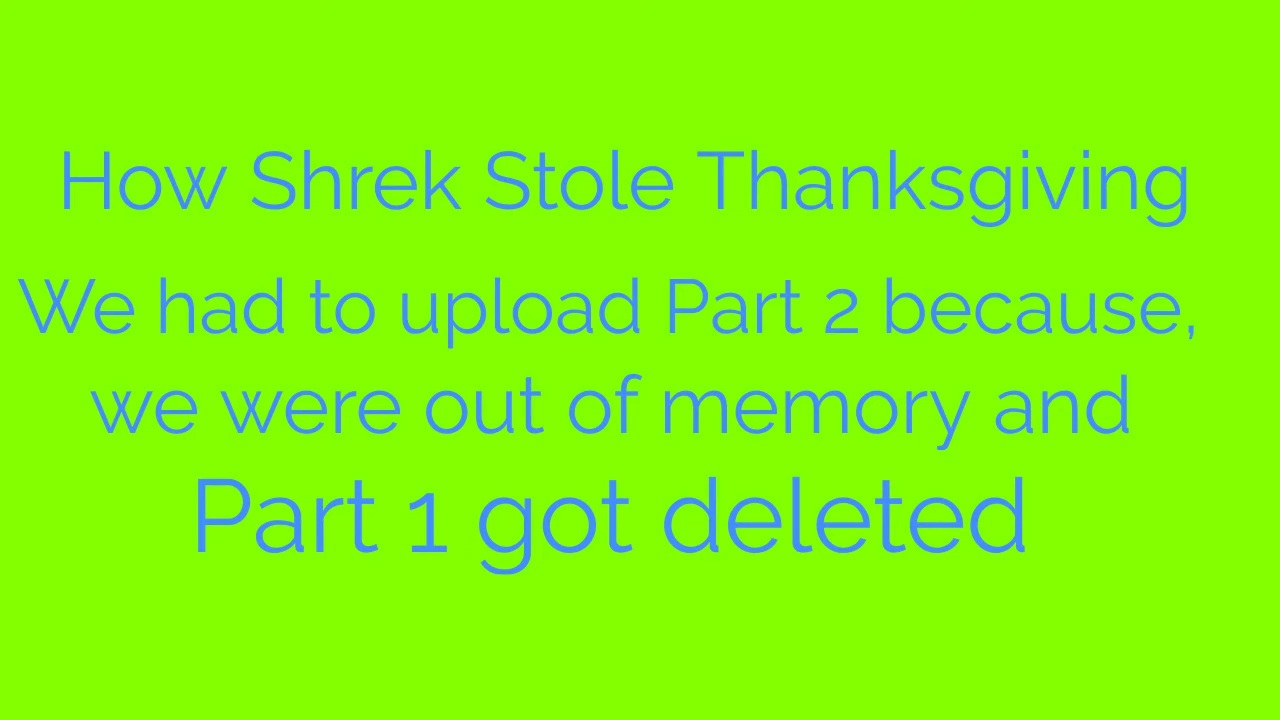 How Shrek Stole Thanksgiving
We had to upload Part 2 because,
we were out of memory and
Part 1 got deleted